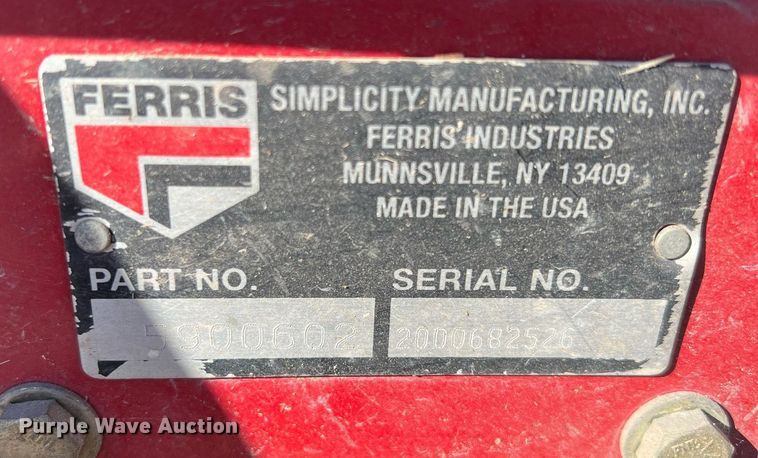 FERRIS
SIMPLICITY MANUFACTURING, INC.
FERRIS INDUSTRIES
MUNNSVILLE, NY 13409
MADE IN THE USA
PART NO.
SERIAL NO.
5900602
2000682526
Purple Wave Auction